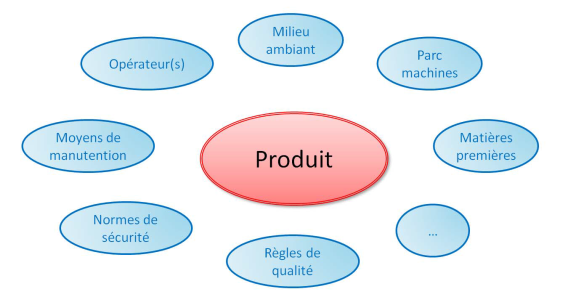 Milieu
ambiant
Opérateur(s)
Parc
machines
Moyens de
manutention
Produit
Matières
premières
Normes de
sécurité
...
Règles de
qualité